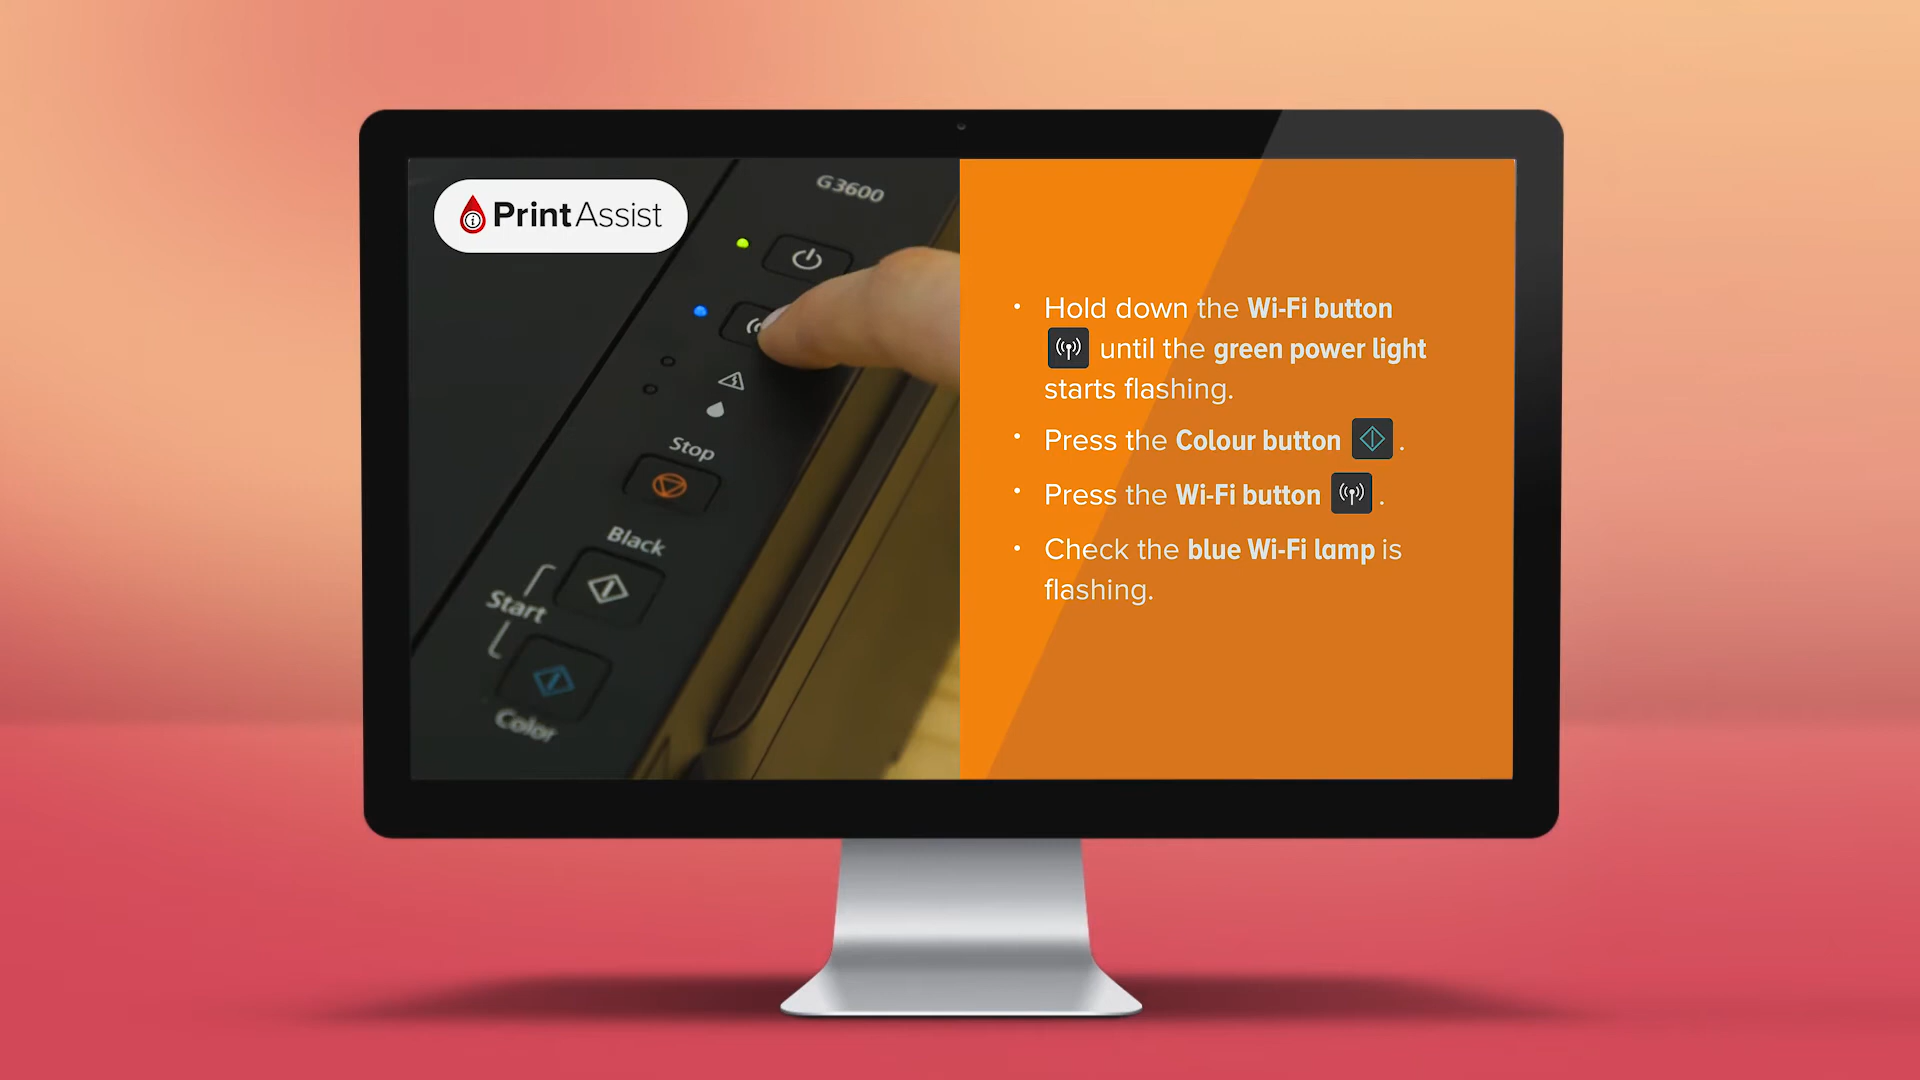 PrintAssist
G3600
Stop
Black
Start
Color
• Hold down the Wi-Fi button
until the green power light
starts flashing.
• Press the Colour button .
• Press the Wi-Fi button .
• Check the blue Wi-Fi lamp is
flashing.